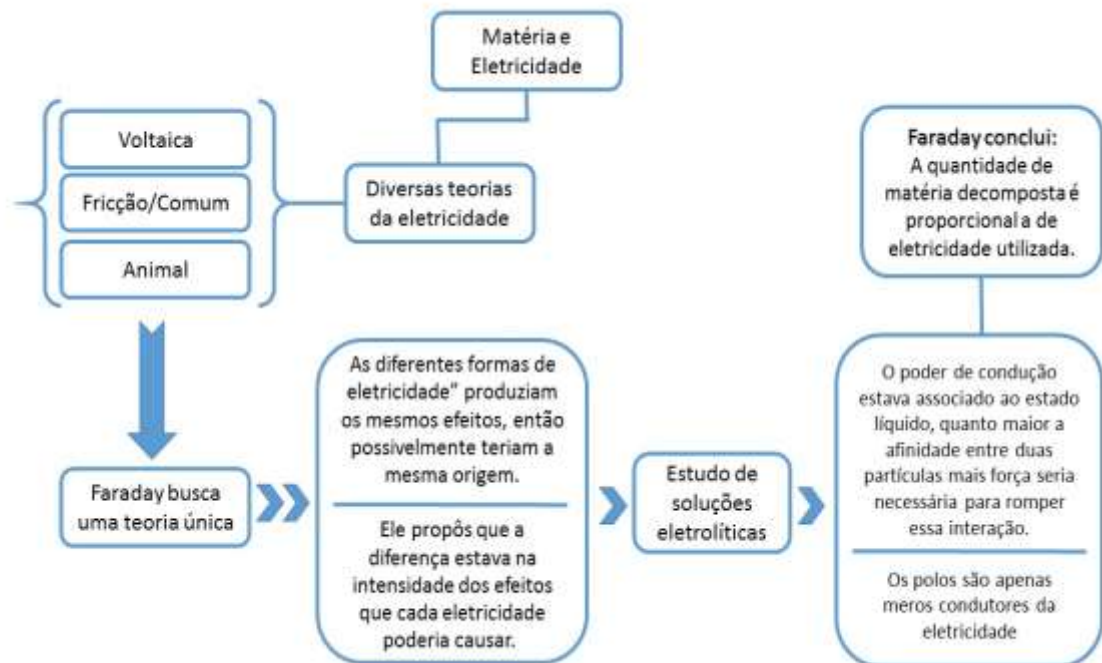 Matéria e
Eletricidade
Voltaica
Fricção/Comum
Animal
Diversas teorias
da eletricidade
Faraday busca
uma teoria única
As diferentes formas de
eletricidade” produziam
os mesmos efeitos, então
possivelmente teriam a
mesma origem.
Ele propôs que a
diferença estava na
intensidade dos efeitos
que cada eletricidade
poderia causar.
Estudo de
soluções
eletrolíticas
O poder de condução
estava associado ao estado
líquido, quanto maior a
afinidade entre duas
partículas mais força seria
necessária para romper
essa interação.
Os polos são apenas
meros condutores da
eletricidade
Faraday conclui:
A quantidade de
matéria decomposta é
proporcional a de
eletricidade utilizada.